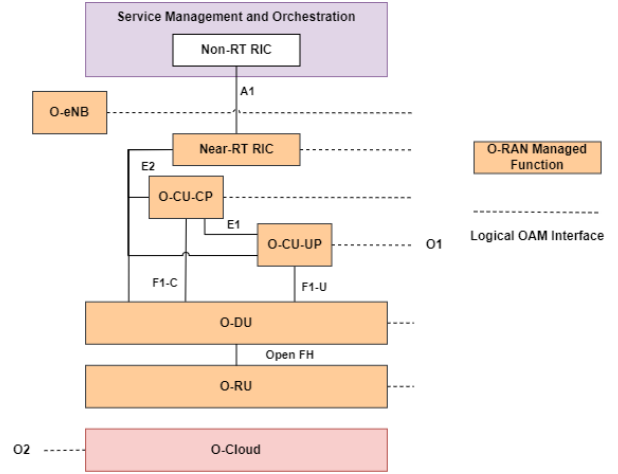 Service Management and Orchestration
Non-RT RIC
A1
O-eNB
Near-RT RIC
O-RAN Managed
Function
E2
O-CU-CP
E1
O-CU-UP
O1
Logical OAM Interface
F1-C
F1-U
O-DU
Open FH
O-RU
O2
O-Cloud